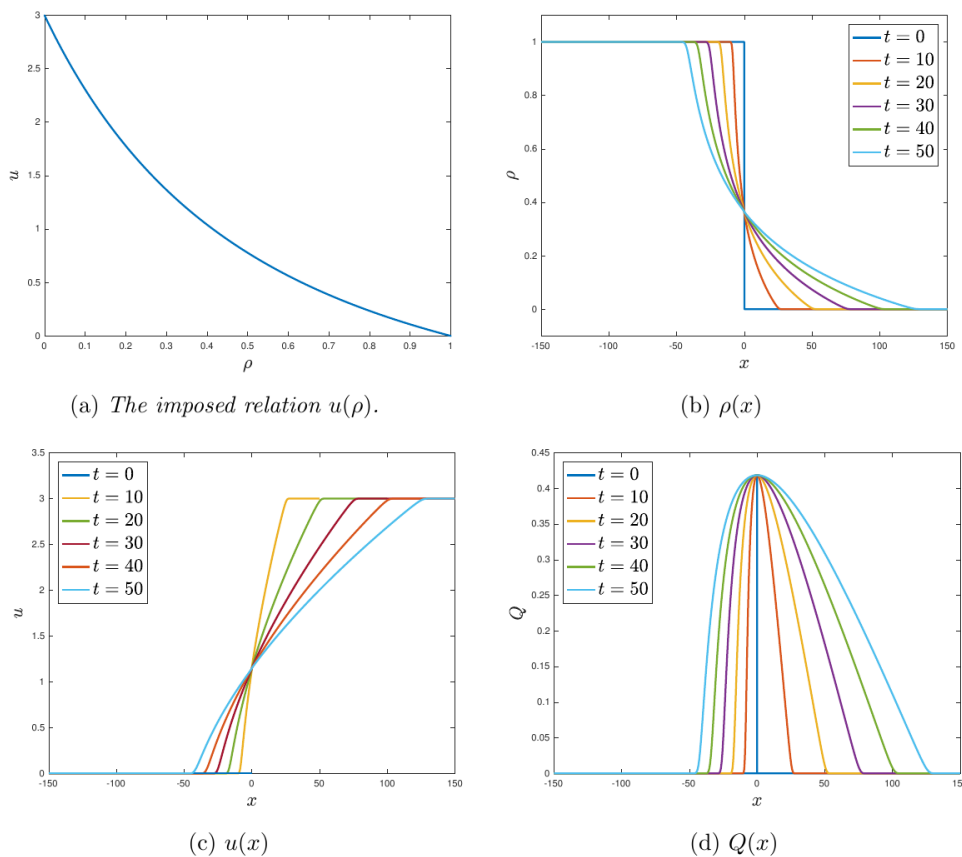 3
2.5
2
1.5
1
0.5
0
u
0 0.1 0.2 0.3 0.4 0.5 0.6 0.7 0.8 0.9 1
ρ
(a) The imposed relation u(ρ).
1
0.8
0.6
0.4
0.2
0
ρ
-150 -100 -50 0 50 100 150
x
t = 0
t = 10
t = 20
t = 30
t = 40
t = 50
(b) ρ(x)
3.5
3
2.5
2
1.5
1
0.5
0
u
-150 -100 -50 0 50 100 150
x
t = 0
t = 10
t = 20
t = 30
t = 40
t = 50
(c) u(x)
0.45
0.4
0.35
0.3
0.25
0.2
0.15
0.1
0.05
0
Q
-150 -100 -50 0 50 100 150
x
t = 0
t = 10
t = 20
t = 30
t = 40
t = 50
(d) Q(x)